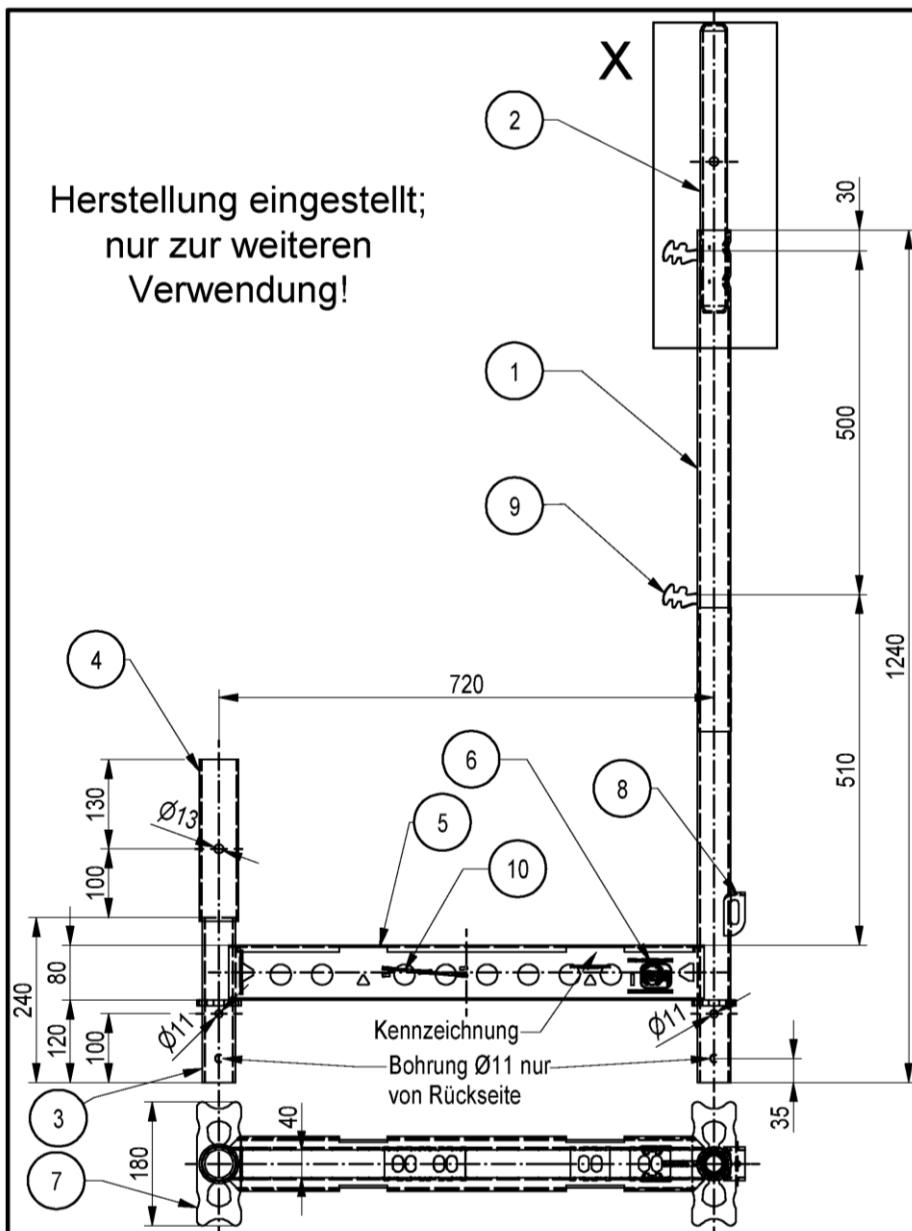 X
2
Herstellung eingestellt;
nur zur weiteren
Verwendung!
30
1
500
9
1240
4
720
6
510
8
130
Ø13
5
10
100
240
80
120
100
Ø11
Kennzeichnung
Ø11
Bohrung Ø11 nur
von Rückseite
35
3
40
180
7